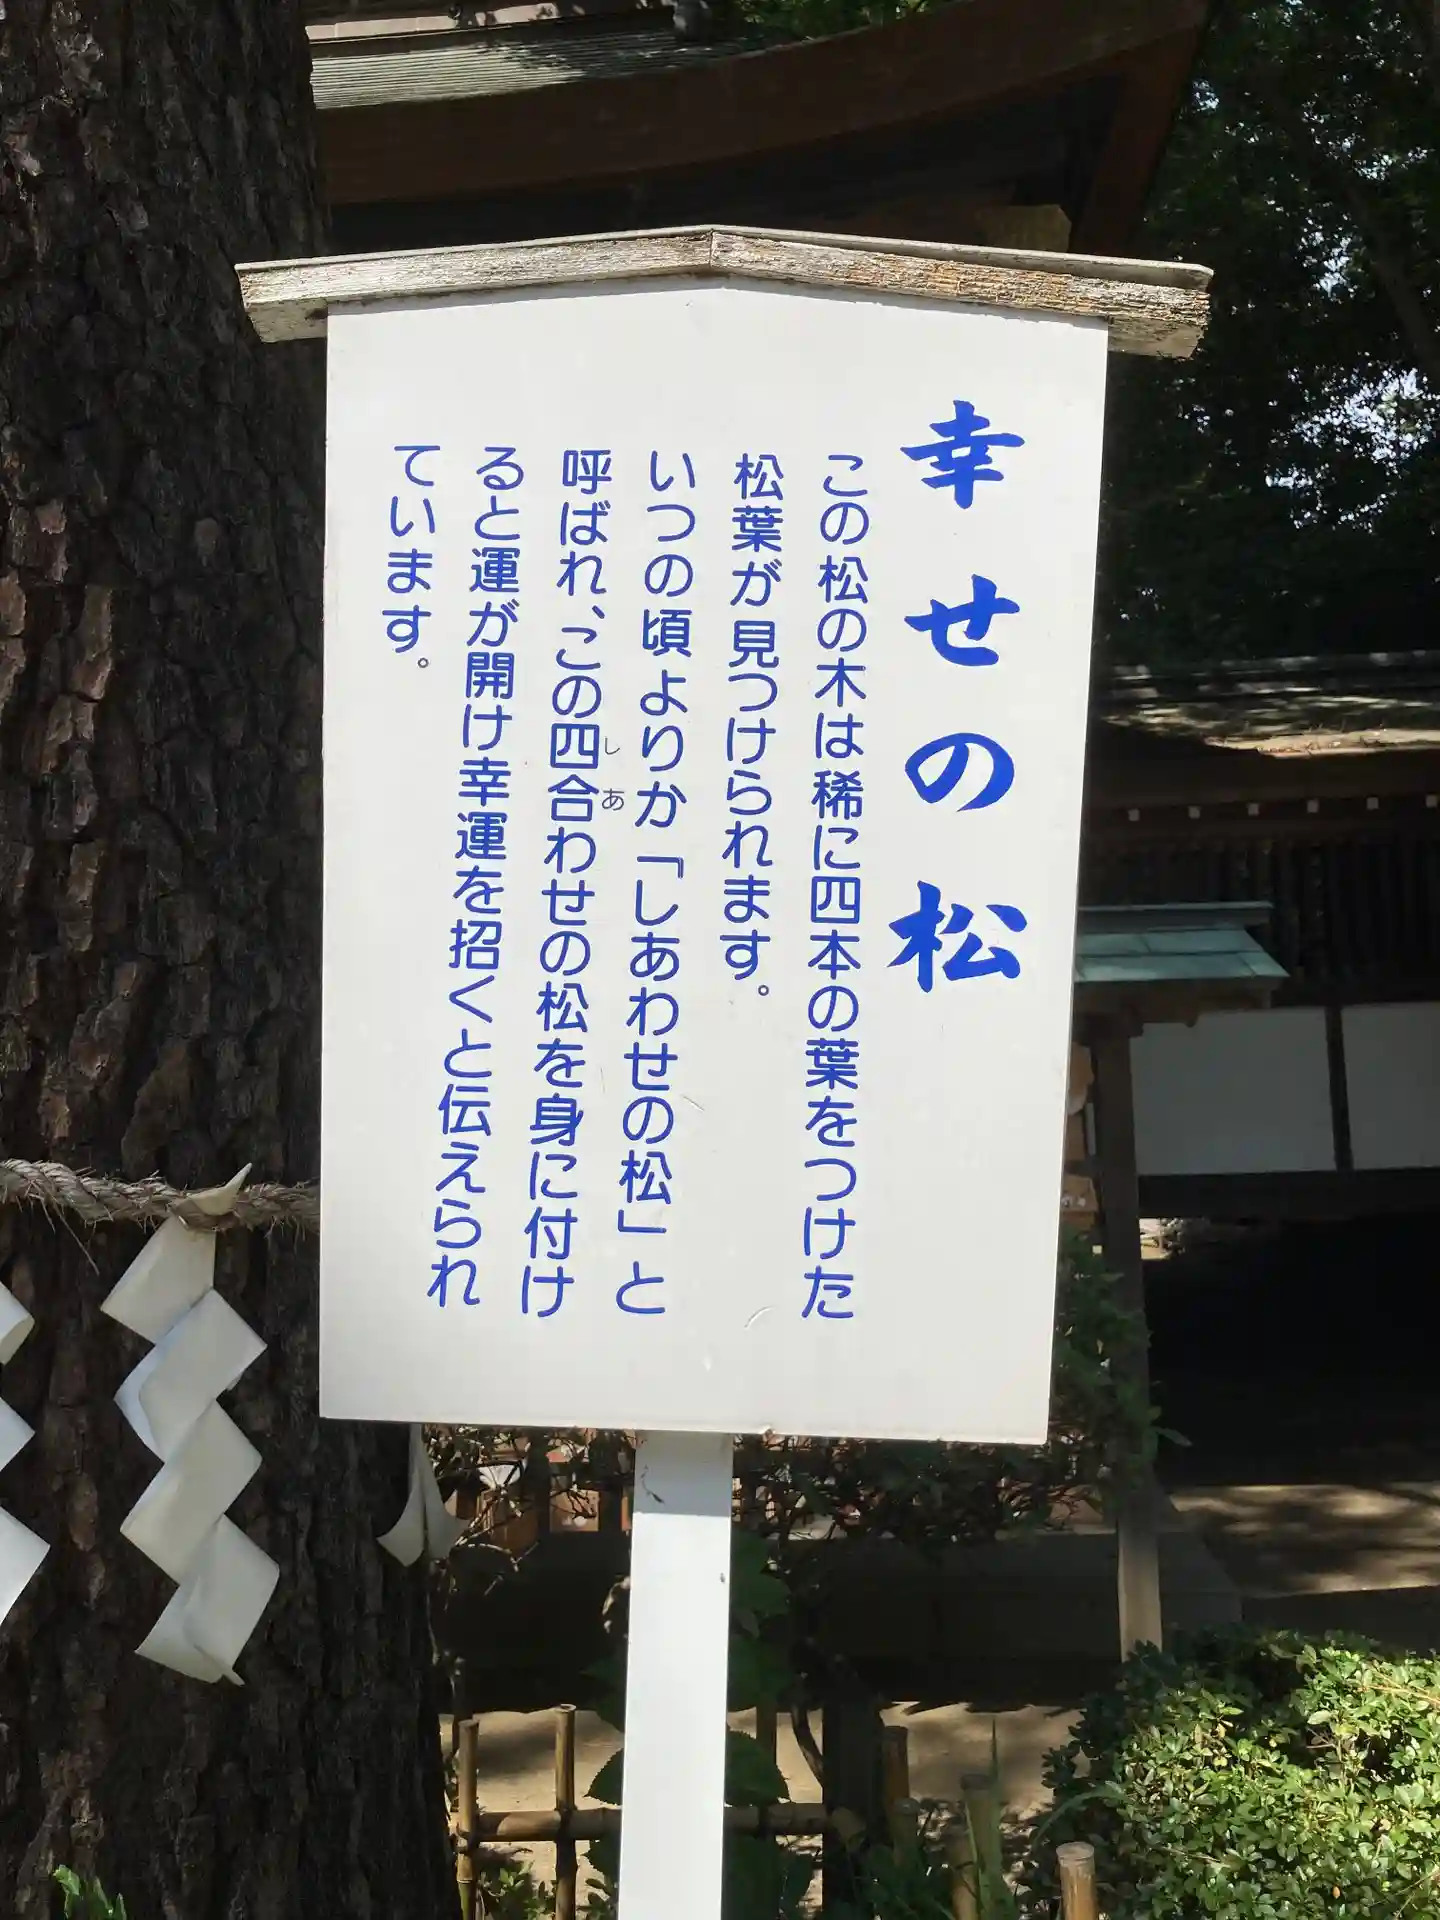 幸せの松
この松の木は稀に四本の葉をつけた
松葉が見つけられます。
いつの頃よりか「しあわせの松」と
呼ばれ、この四合わせの松を身に付け
しあ
ると運が開け幸運を招くと伝えられ
ています。